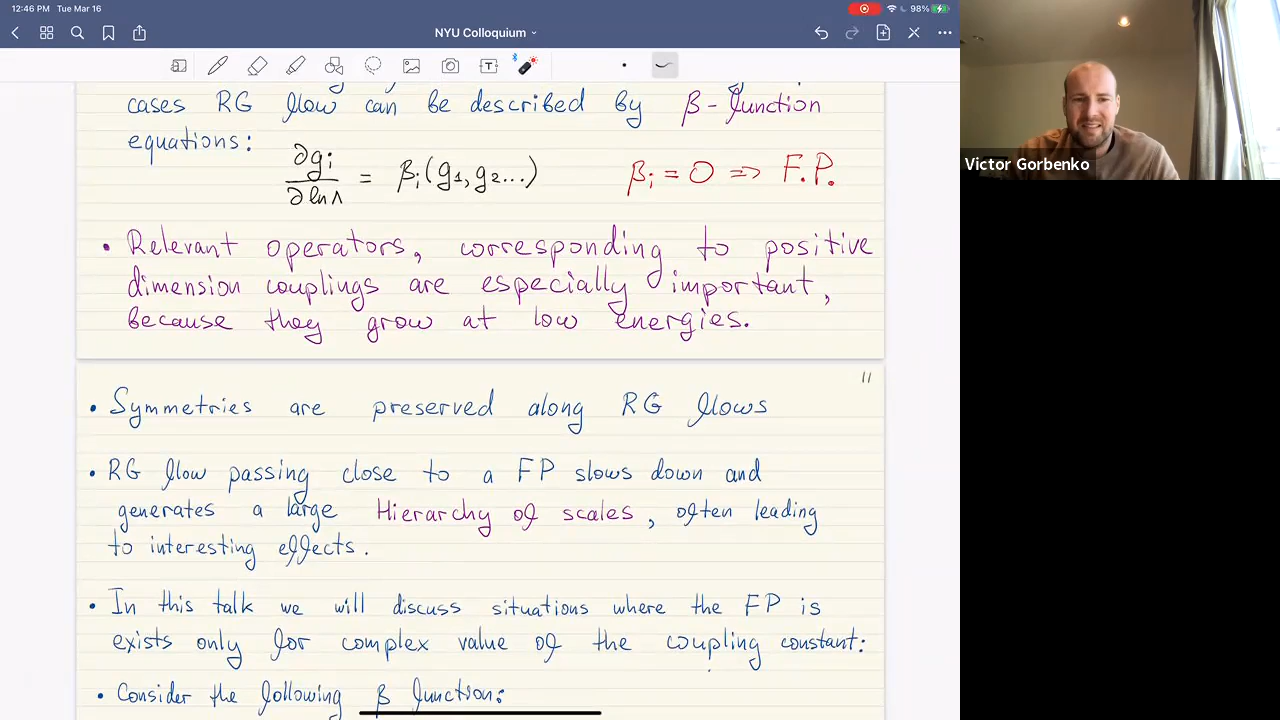 12:46 PM Tue Mar 16
98%
NYU Colloquium
cases RG flow can be described by β-function
equations:
∂gᵢ/∂lnΛ = βᵢ(g₁,g₂...)
βᵢ = 0 => F.P.
• Relevant operators, corresponding to positive
dimension couplings are especially important,
because they grow at low energies.
11
• Symmetries are preserved along RG flows
• RG flow passing close to a FP slows down and
generates a large Hierarchy of scales, often leading
to interesting effects.
• In this talk we will discuss situations where the FP is
exists only for complex value of the coupling constant:
• Consider the following β function:
Victor Gorbenko